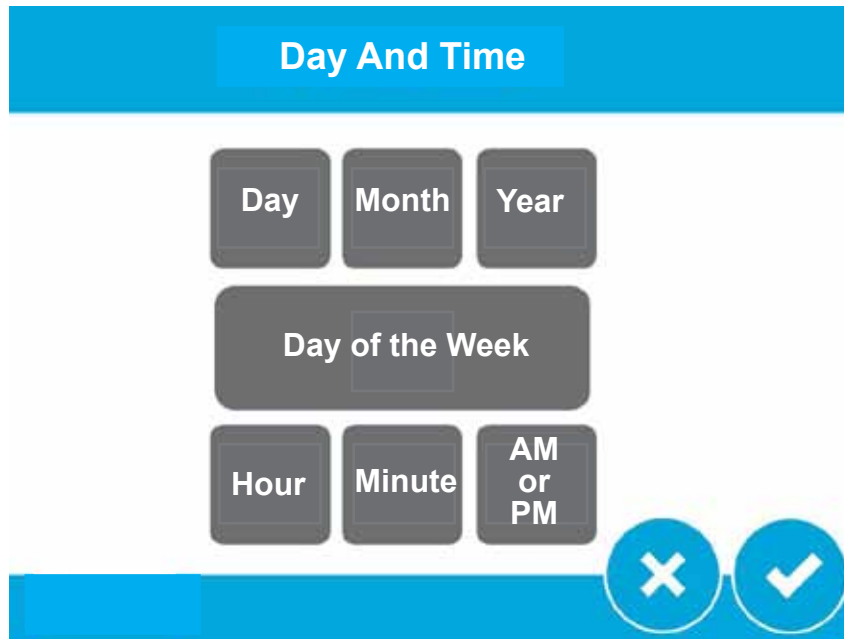 Day And Time
Day
Month
Year
Day of the Week
Hour
Minute
AM
or
PM